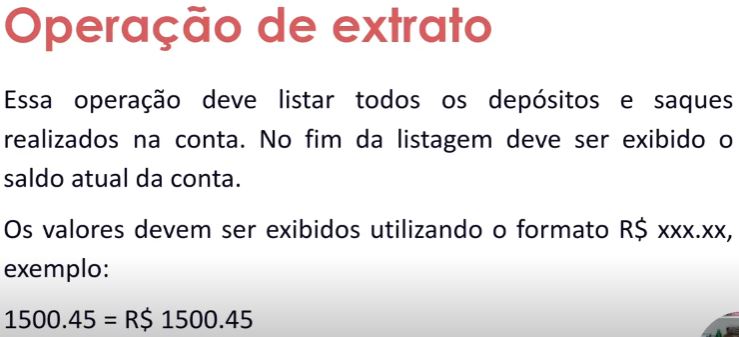 Operação de extrato
Essa operação deve listar todos os depósitos e saques
realizados na conta. No fim da listagem deve ser exibido o
saldo atual da conta.
Os valores devem ser exibidos utilizando o formato R$ xxx.xx,
exemplo:
1500.45 = R$ 1500.45